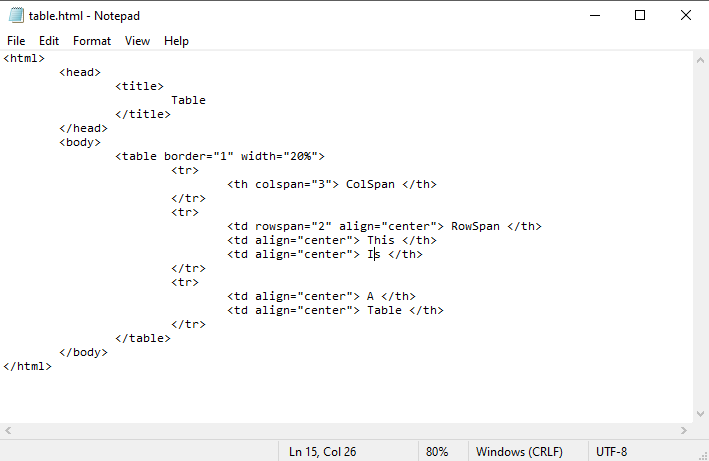 table.html - Notepad
File Edit Format View Help
<html>
<head>
<title>
Table
</title>
</head>
<body>
<table border="1" width="20%">
<tr>
<th colspan="3"> ColSpan </th>
</tr>
<tr>
<td rowspan="2" align="center"> RowSpan </th>
<td align="center"> This </th>
<td align="center"> Is </th>
</tr>
<tr>
<td align="center"> A </th>
<td align="center"> Table </th>
</tr>
</table>
</body>
</html>
Ln 15, Col 26 80% Windows (CRLF) UTF-8